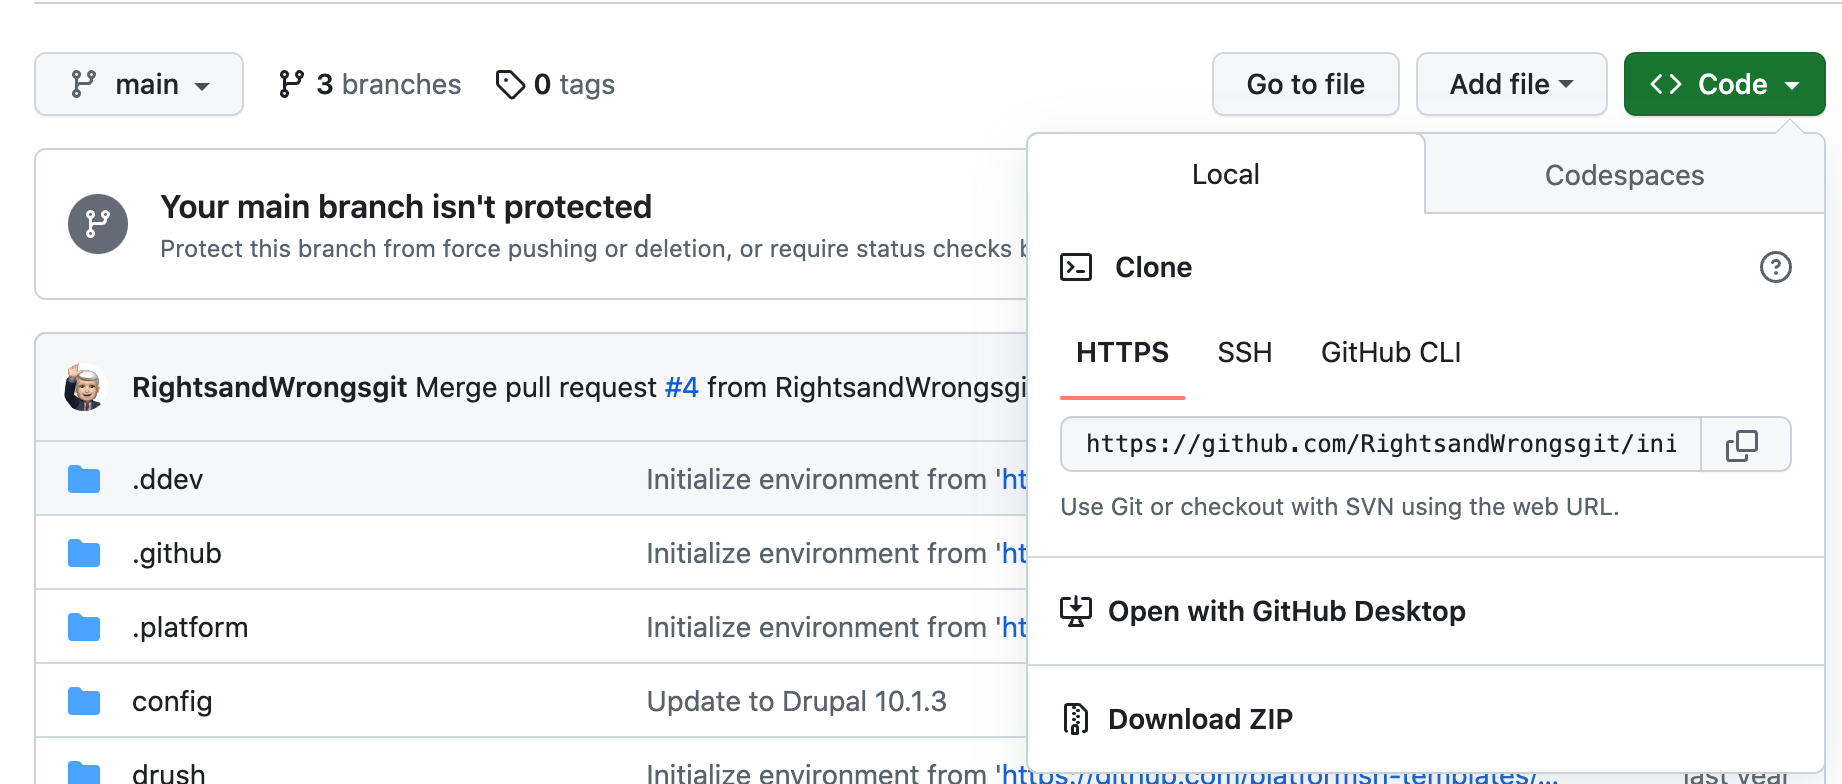 main
3 branches
0 tags
Go to file
Add file
Code
Your main branch isn't protected
Protect this branch from force pushing or deletion, or require status checks
Local
Codespaces
Clone
HTTPS
SSH
GitHub CLI
https://github.com/RightsandWrongsgit/ini
Use Git or checkout with SVN using the web URL.
Open with GitHub Desktop
Download ZIP
RightsandWrongsgit Merge pull request #4 from RightsandWrongsgi
.ddev
Initialize environment from 'ht
.github
Initialize environment from 'ht
.platform
Initialize environment from 'ht
config
Update to Drupal 10.1.3
drush
Initialize environment from 'https://github.com/platformsh-templates/...
last year